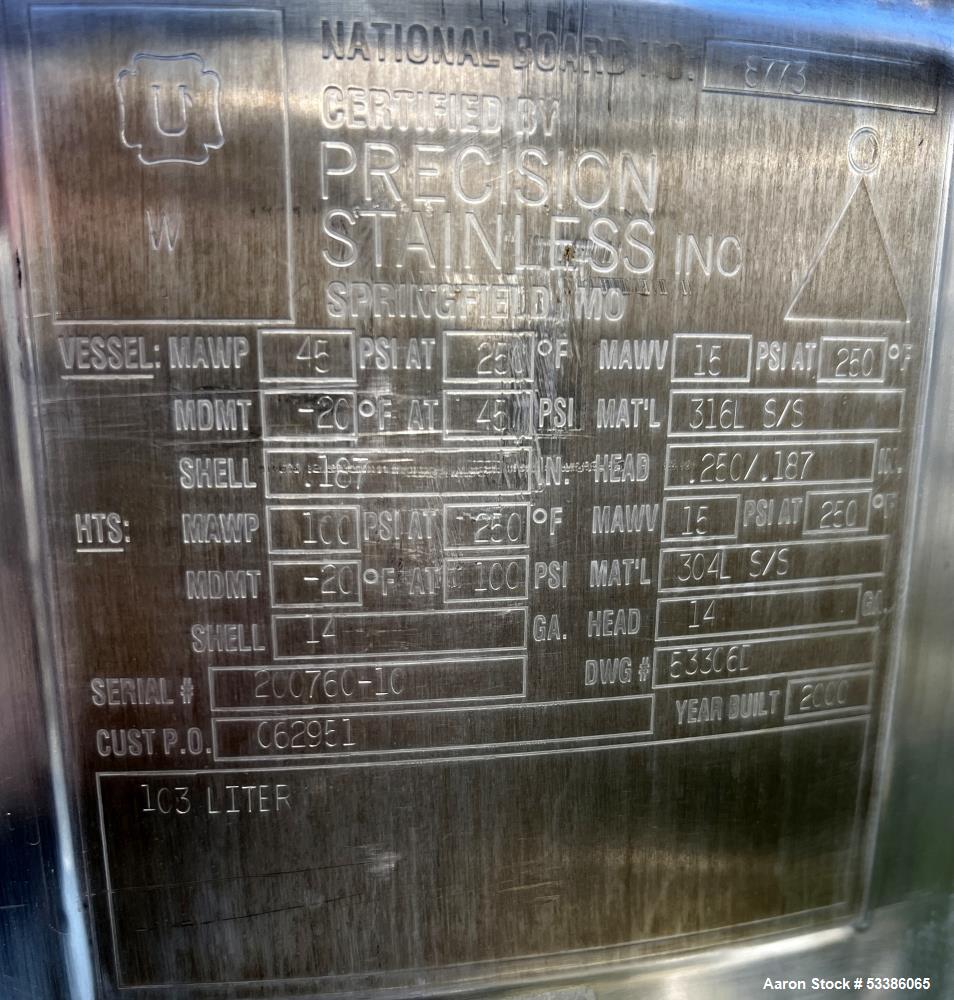 NATIONAL BOARD NO. 8773
U
CERTIFIED BY
PRECISION
W
STAINLESS INC
SPRINGFIELD, MO
VESSEL: MAWP 45 PSI AT 250 °F MAWV 15 PSI AT 250 °F
MDMT -20 °F AT 45 PSI MAT'L 316L S/S
SHELL .187 IN. HEAD .250/.187 IN.
HTS: MAWP 100 PSI AT 250 °F MAWV 15 PSI AT 250 °F
MDMT -20 °F AT 100 PSI MAT'L 304L S/S
SHELL 14 GA. HEAD 14 GA.
SERIAL # 200760-10 DWG # 53306D
CUST P.O. 062951 YEAR BUILT 2000
103 LITER
Aaron Stock # 53386065